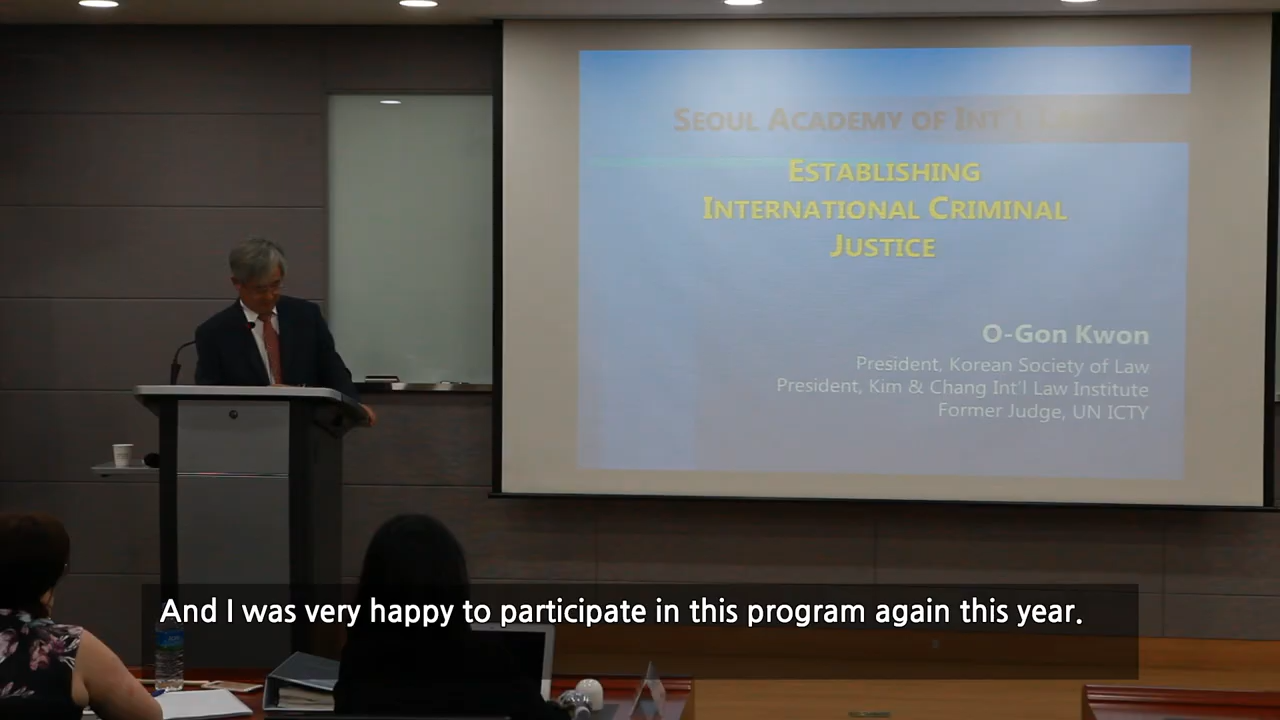 SEOUL ACADEMY OF INT'L
ESTABLISHING
INTERNATIONAL CRIMINAL
JUSTICE
O-Gon Kwon
President, Korean Society of Law
President, Kim & Chang Int'l Law Institute
Former Judge, UN ICTY
And I was very happy to participate in this program again this year.